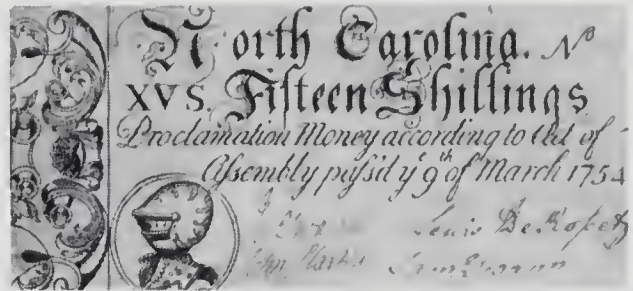 North Carolina. No
XVS. Fifteen Shillings
Proclamation Money according to Act of
Assembly pass'd ye 9th of March 1754
Lewis De Rosset
John